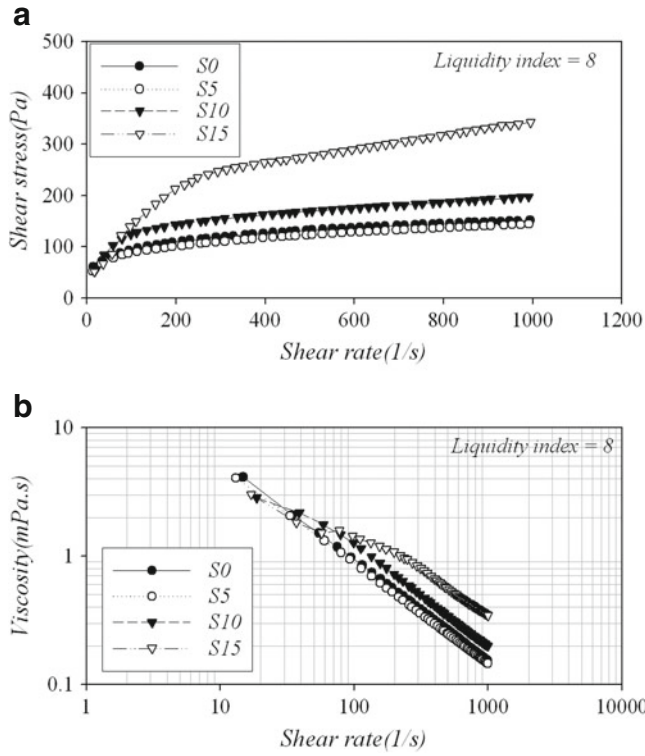 a
500
400
300
200
100
0
Shear stress(Pa)
S0
S5
S10
S15
Liquidity index = 8
0 200 400 600 800 1000 1200
Shear rate(1/s)
b
10
1
0.1
Viscosity(mPa.s)
Liquidity index = 8
S0
S5
S10
S15
1 10 100 1000 10000
Shear rate(1/s)